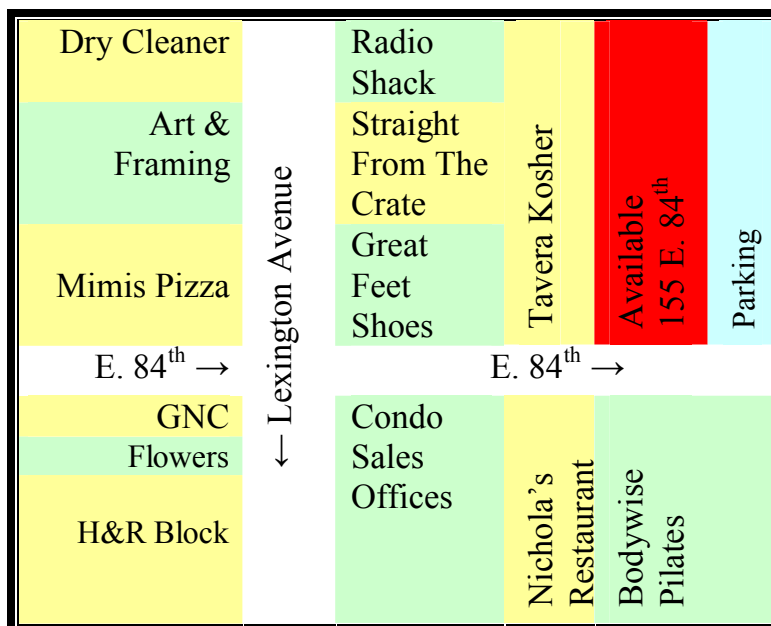 Dry Cleaner
Art &
Framing
Mimis Pizza
E. 84th →
GNC
Flowers
H&R Block
← Lexington Avenue
Radio
Shack
Straight
From The
Crate
Great
Feet
Shoes
Tavera Kosher
Available
155 E. 84th
Parking
E. 84th →
Condo
Sales
Offices
Nichola's
Restaurant
Bodywise
Pilates